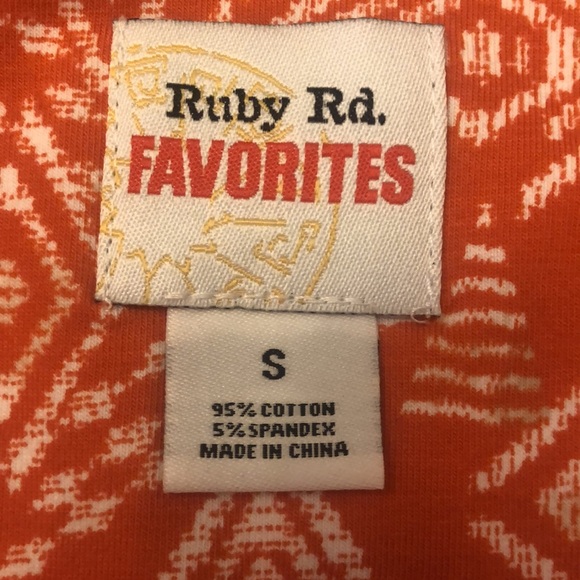 Ruby Rd.
FAVORITES
S
95% COTTON
5% SPANDEX
MADE IN CHINA